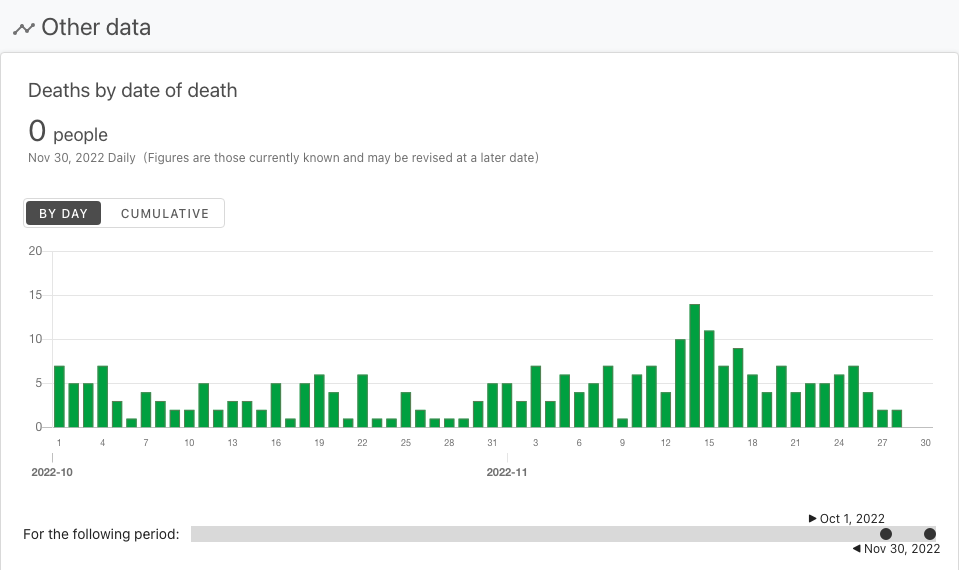 Other data
Deaths by date of death
0 people
Nov 30, 2022 Daily (Figures are those currently known and may be revised at a later date)
BY DAY CUMULATIVE
20
15
10
5
0
1 4 7 10 13 16 19 22 25 28 31 3 6 9 12 15 18 21 24 27 30
2022-10 2022-11
Oct 1, 2022
For the following period:
Nov 30, 2022